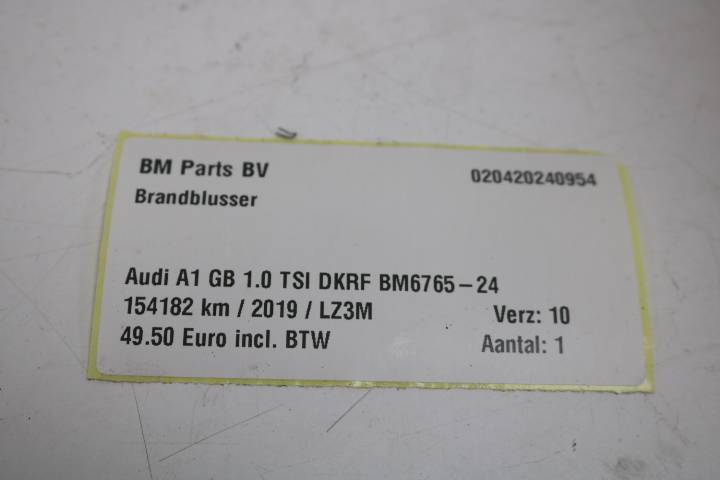 BM Parts BV 020420240954
Brandblusser
Audi A1 GB 1.0 TSI DKRF BM6765-24
154182 km / 2019 / LZ3M Verz: 10
49.50 Euro incl. BTW Aantal: 1